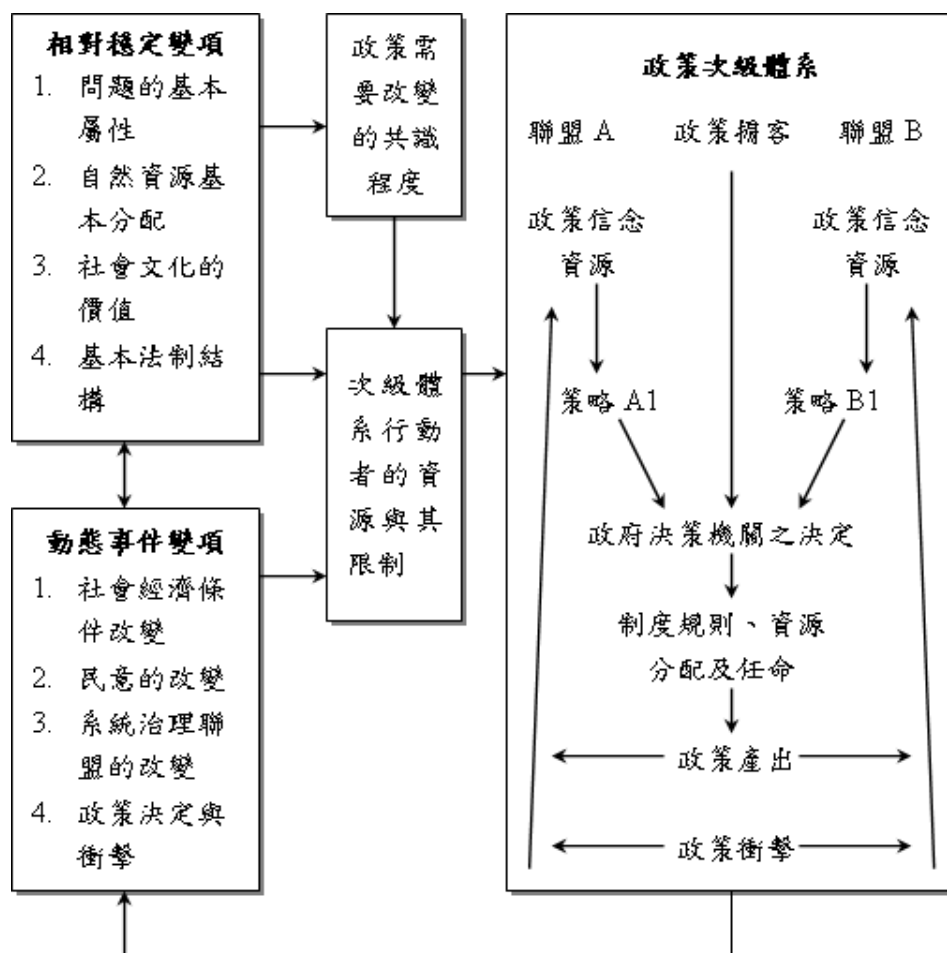 相對穩定變項
1. 問題的基本
屬性
2. 自然資源基
本分配
3. 社會文化的
價值
4. 基本法制結
構
政策需
要改變
的共識
程度
次級體
系行動
者的資
源與其
限制
動態事件變項
1. 社會經濟條
件改變
2. 民意的改變
3. 系統治理聯
盟的改變
4. 政策決定與
衝擊
政策次級體系
聯盟 A 政策掮客 聯盟 B
政策信念 政策信念
資源 資源
策略 A1 策略 B1
政府決策機關之決定
制度規則、資源
分配及任命
政策產出
政策衝擊